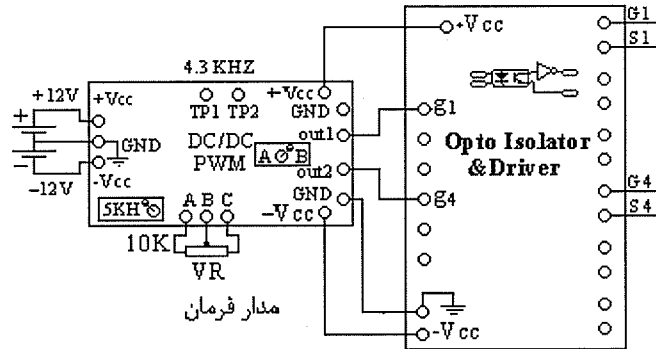 4.3 KHZ
+12V
-12V
+Vcc
GND
-Vcc
TP1 TP2
DC/DC
PWM
A B
5KH
+Vcc
GND
out1
out2
GND
-Vcc
A B C
10K
VR
مدار فرمان
+Vcc
g1
g4
-Vcc
Opto Isolator
&Driver
G1
S1
G4
S4